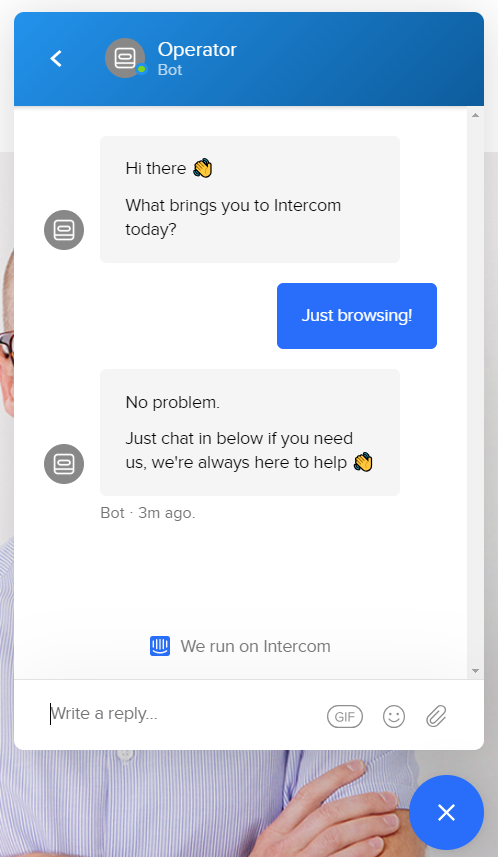 Operator
Bot
Hi there 👋
What brings you to Intercom
today?
Just browsing!
No problem.
Just chat in below if you need
us, we're always here to help 👋
Bot · 3m ago.
We run on Intercom
Write a reply...
GIF